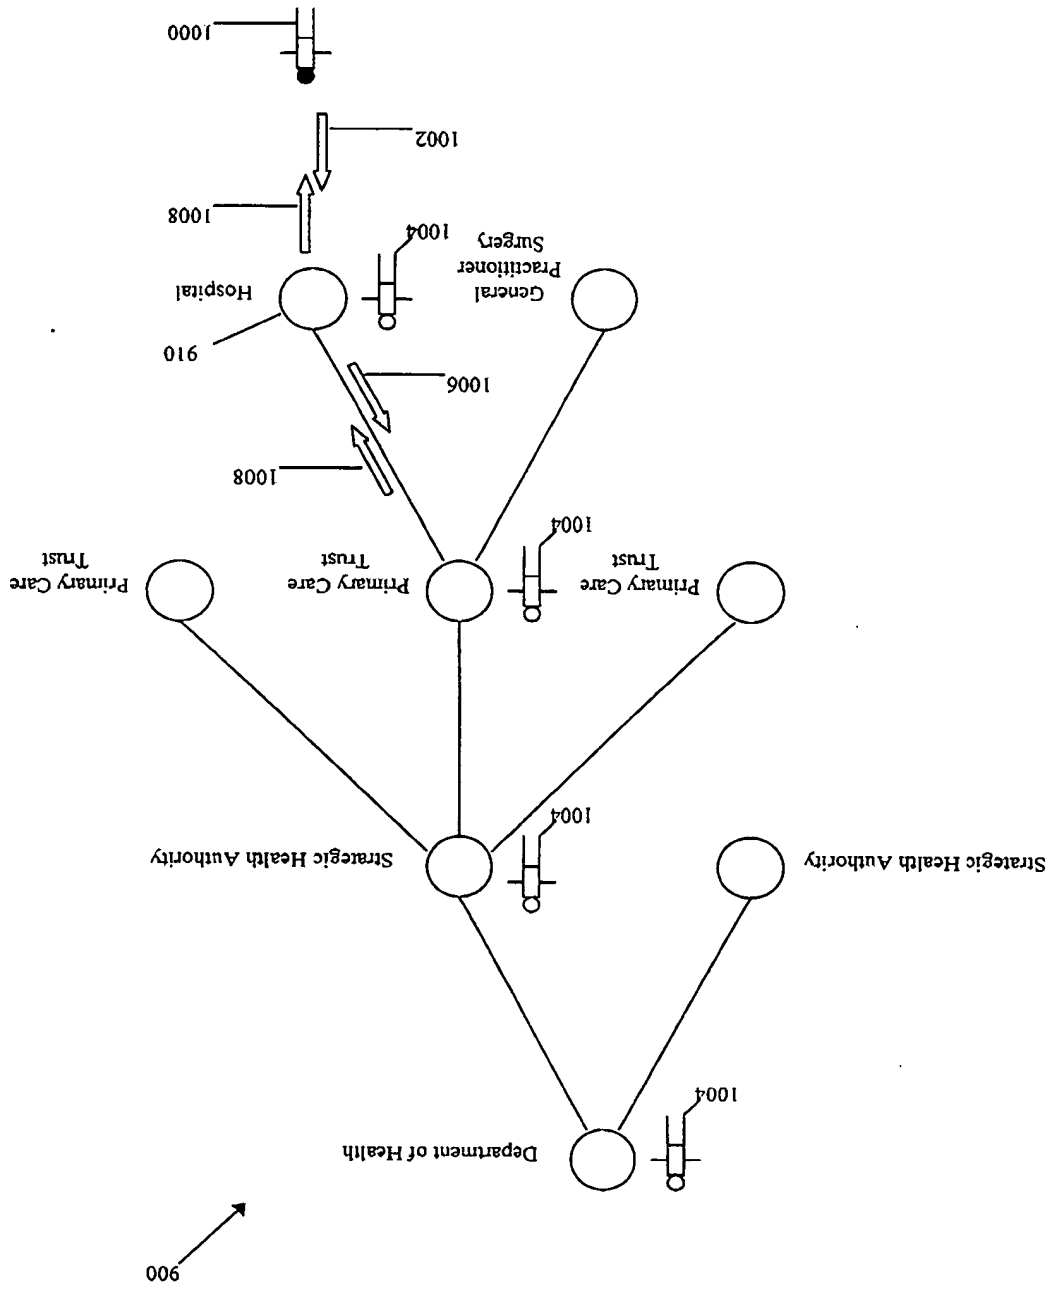 900
Department of Health
1004
Strategic Health Authority
Strategic Health Authority
1004
Primary Care
Trust
Primary Care
Trust
Primary Care
Trust
1004
1008
1006
910
General
Practitioner
Surgery
Hospital
1004
1008
1002
1000